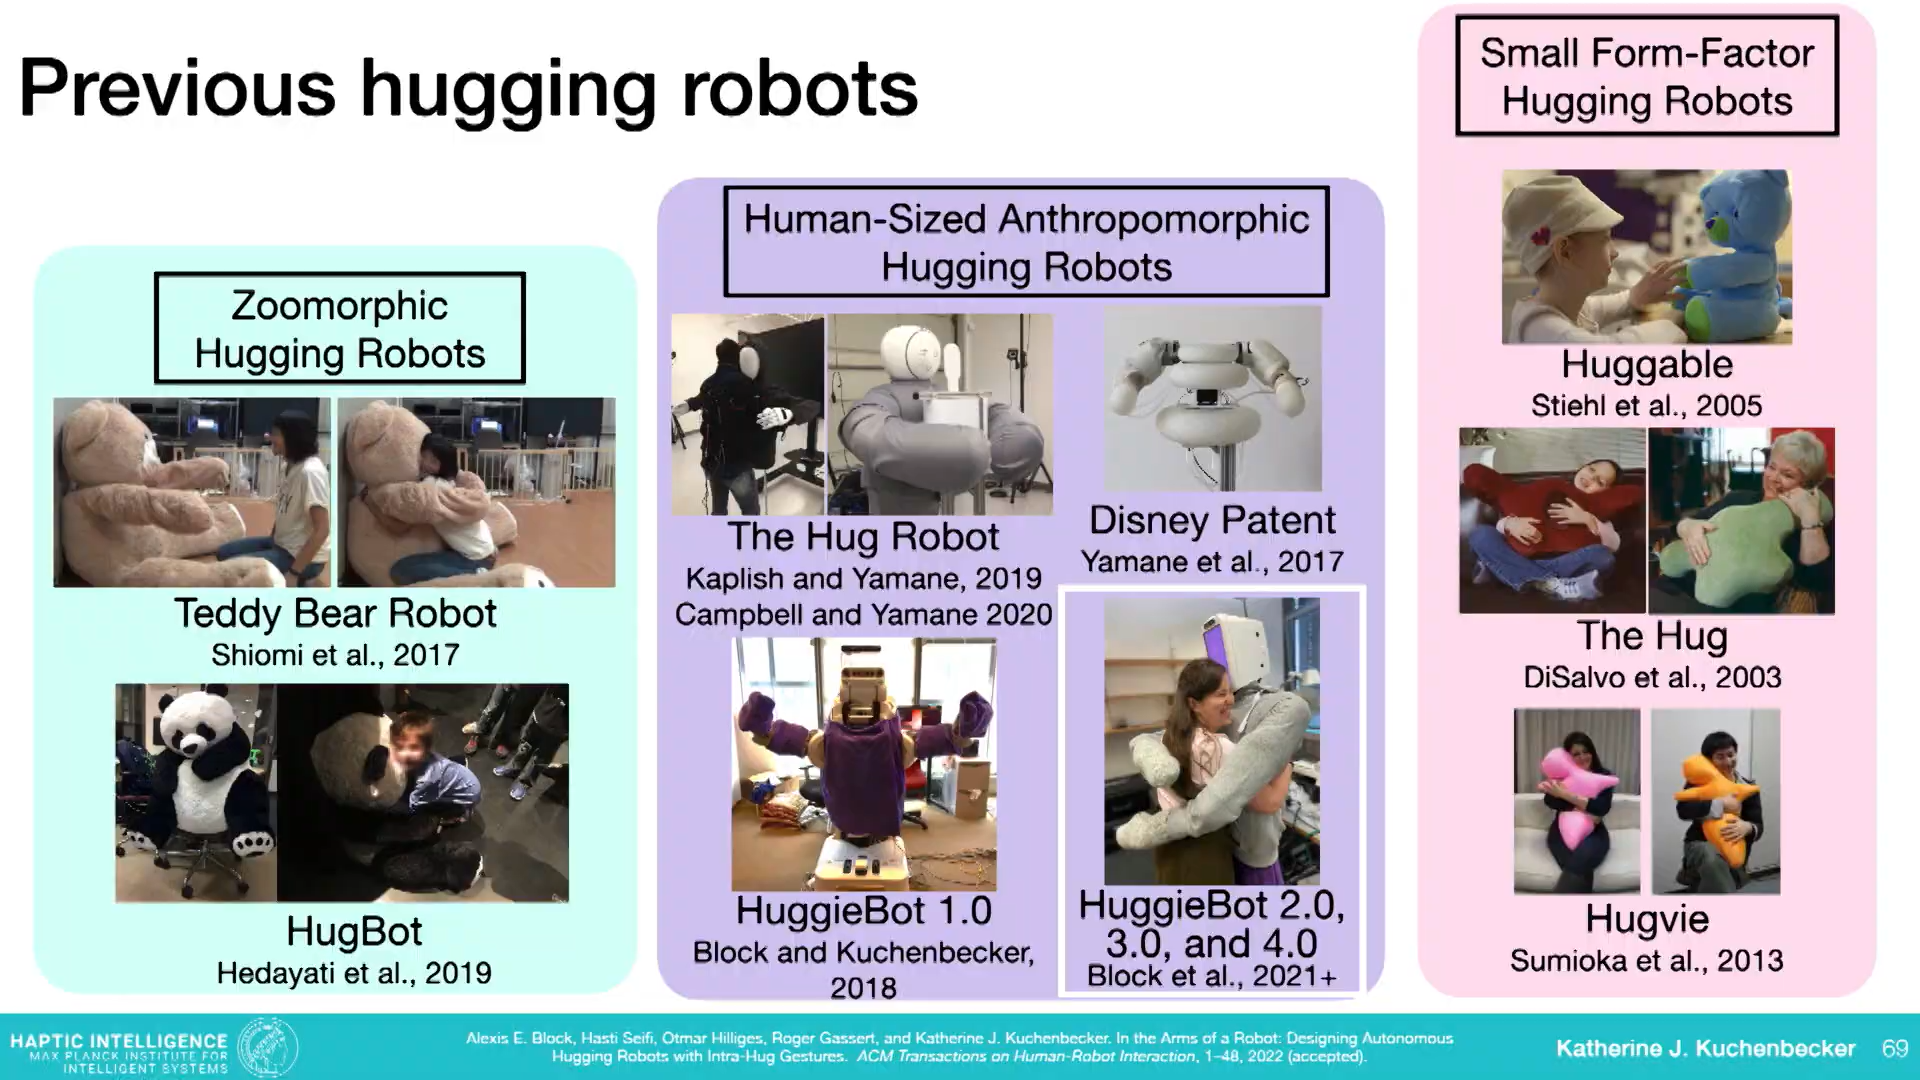 Previous hugging robots
Zoomorphic
Hugging Robots
Teddy Bear Robot
Shiomi et al., 2017
HugBot
Hedayati et al., 2019
Human-Sized Anthropomorphic
Hugging Robots
The Hug Robot
Kaplish and Yamane, 2019
Campbell and Yamane 2020
Disney Patent
Yamane et al., 2017
HuggieBot 1.0
Block and Kuchenbecker,
2018
HuggieBot 2.0,
3.0, and 4.0
Block et al., 2021+
Small Form-Factor
Hugging Robots
Huggable
Stiehl et al., 2005
The Hug
DiSalvo et al., 2003
Hugvie
Sumioka et al., 2013
HAPTIC INTELLIGENCE
MAX PLANCK INSTITUTE FOR
INTELLIGENT SYSTEMS
Alexis E. Block, Hasti Seifi, Otmar Hilliges, Roger Gassert, and Katherine J. Kuchenbecker. In the Arms of a Robot: Designing Autonomous
Hugging Robots with Intra-Hug Gestures. ACM Transactions on Human-Robot Interaction, 1–48, 2022 (accepted).
Katherine J. Kuchenbecker 69